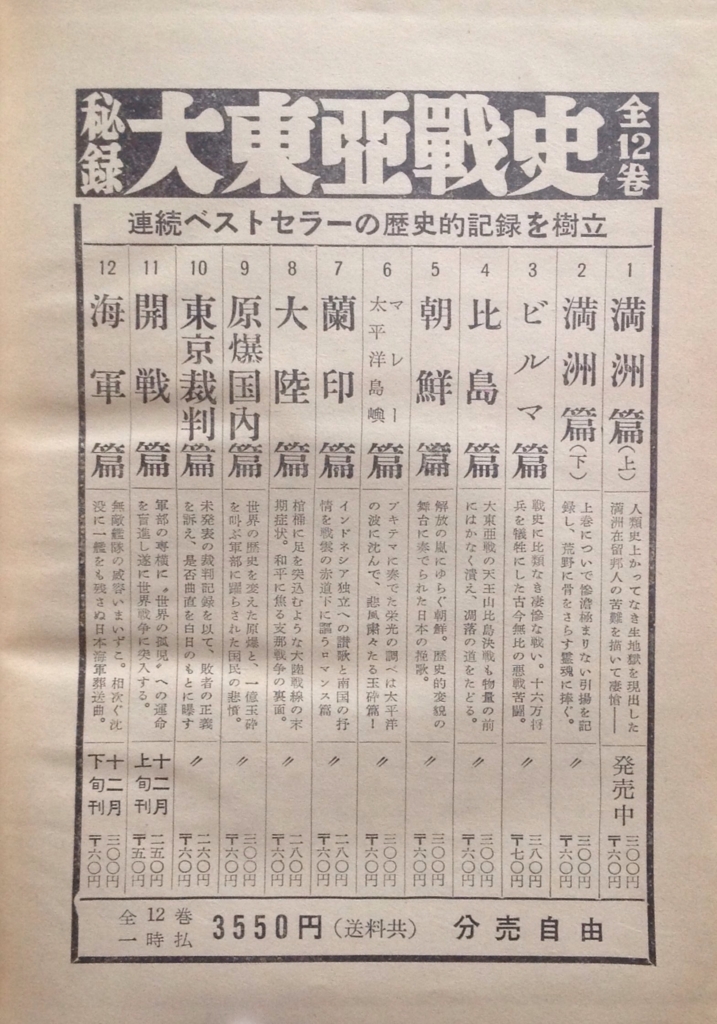 秘録 大東亜戰史 全12巻
連続ベストセラーの歴史的記録を樹立
1
満洲篇(上)
人類史上かつてなき生地獄を現出した
満洲在留邦人の苦難を描いて凄愴――
発売中
三〇〇円
〒六〇円
2
満洲篇(下)
上巻についで惨澹極まりない引揚を記
録し、荒野に骨をさらす霊魂に捧ぐ。
〃
三〇〇円
〒六〇円
3
ビルマ篇
戦史に比類なき凄惨な戦い。十六万将
兵を犠牲にした古今無比の悪戦苦闘。
〃
三八〇円
〒七〇円
4
比島篇
大東亜戦の天王山比島決戦も物量の前
にはかなく潰え、凋落の道をたどる。
〃
三〇〇円
〒六〇円
5
朝鮮篇
解放の嵐にゆらぐ朝鮮。歴史的変貌の
舞台に奏でられた日本の挽歌。
〃
三〇〇円
〒六〇円
6
マレー
太平洋島嶼
篇
ブキテマに奏でた栄光の調べは太平洋
の波に沈んで、悲風粛々たる玉砕篇!
〃
三〇〇円
〒六〇円
7
蘭印篇
インドネシア独立への讃歌と南国の抒
情を戦雲の赤道下に謳うロマンス篇
〃
二八〇円
〒六〇円
8
大陸篇
棺桶に足を突込むような大陸戦線の末
期症状。和平に焦る支那戦争の裏面。
〃
二八〇円
〒六〇円
9
原爆国内篇
世界の歴史を変えた原爆と、一億玉砕
を叫ぶ軍部に躍らされた国民の悲憤。
〃
三〇〇円
〒六〇円
10
東京裁判篇
未発表の裁判記録を以て、敗者の正義
を訴え、是否曲直を白日のもとに曝す
〃
二六〇円
〒六〇円
11
開戦篇
軍部の専横に〝世界の孤児〟への運命
を盲進し遂に世界戦争に突入する。
十二月
上旬刊
二五〇円
〒五〇円
12
海軍篇
無敵艦隊の威容いまいずこ。相次ぐ沈
没に一艦をも残さぬ日本海軍葬送曲。
十二月
下旬刊
三〇〇円
〒六〇円
全12巻
一時払
3550円(送料共) 分売自由